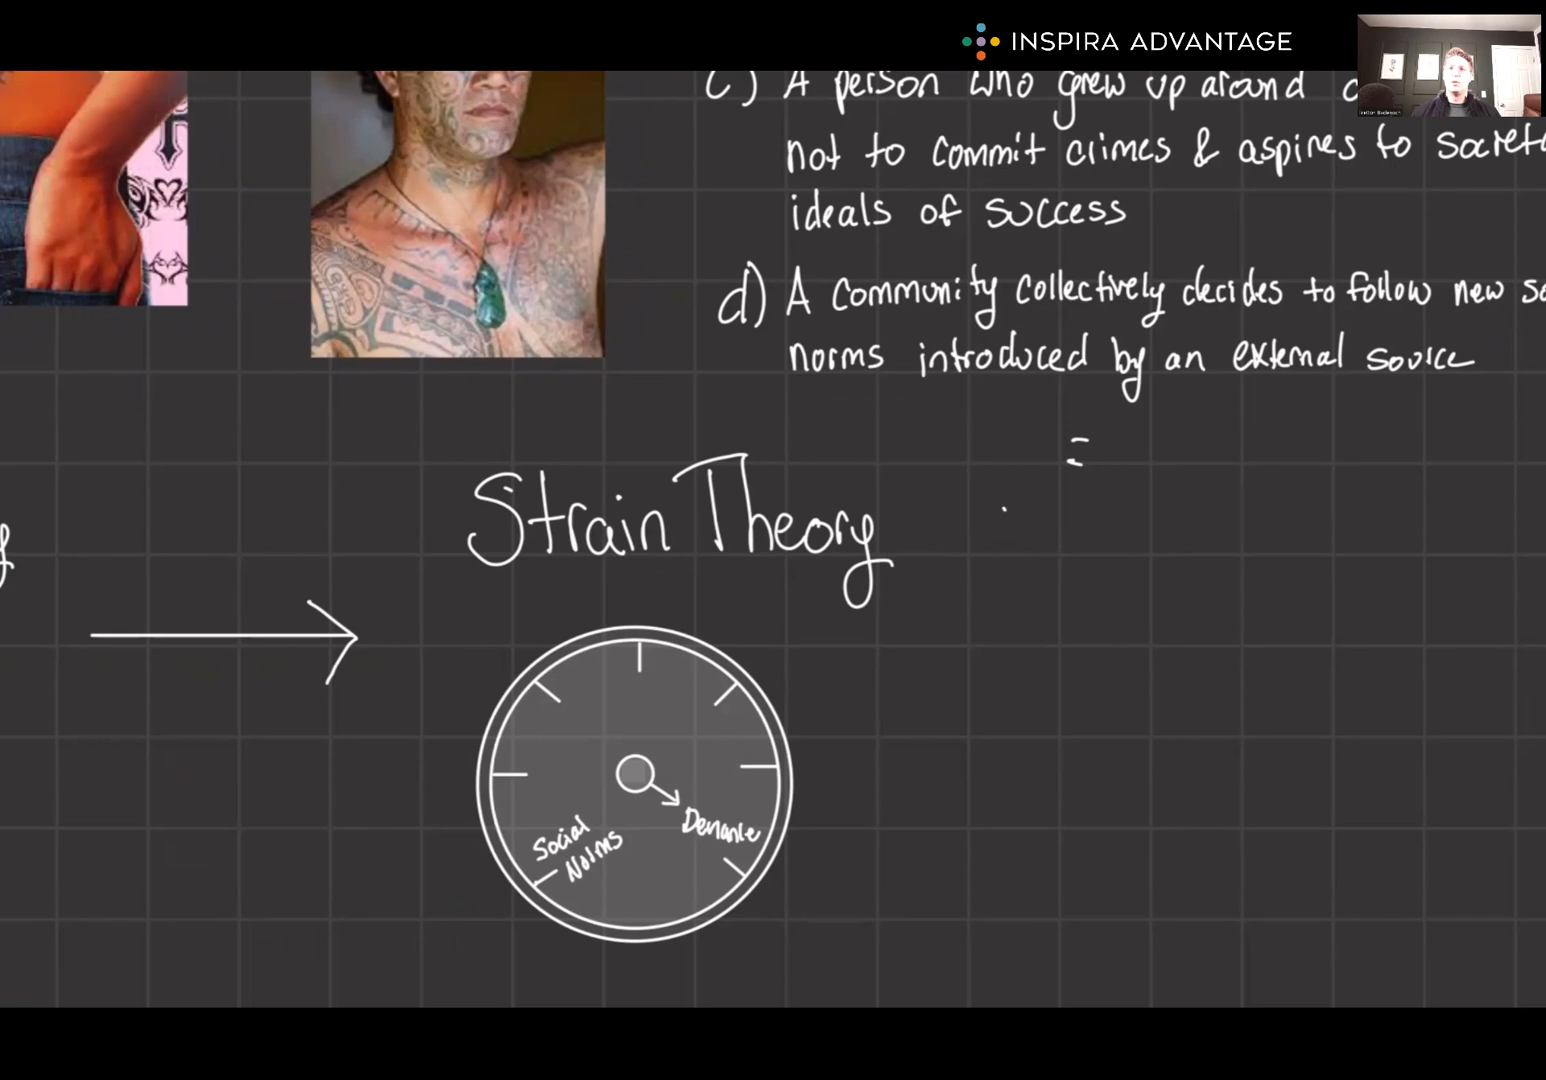 INSPIRA ADVANTAGE
c) A person who grew up around
not to commit crimes & aspires to
ideals of success
d) A community collectively decides to follow new
norms introduced by an external source
=
Strain Theory
Social
Norms
Deviance